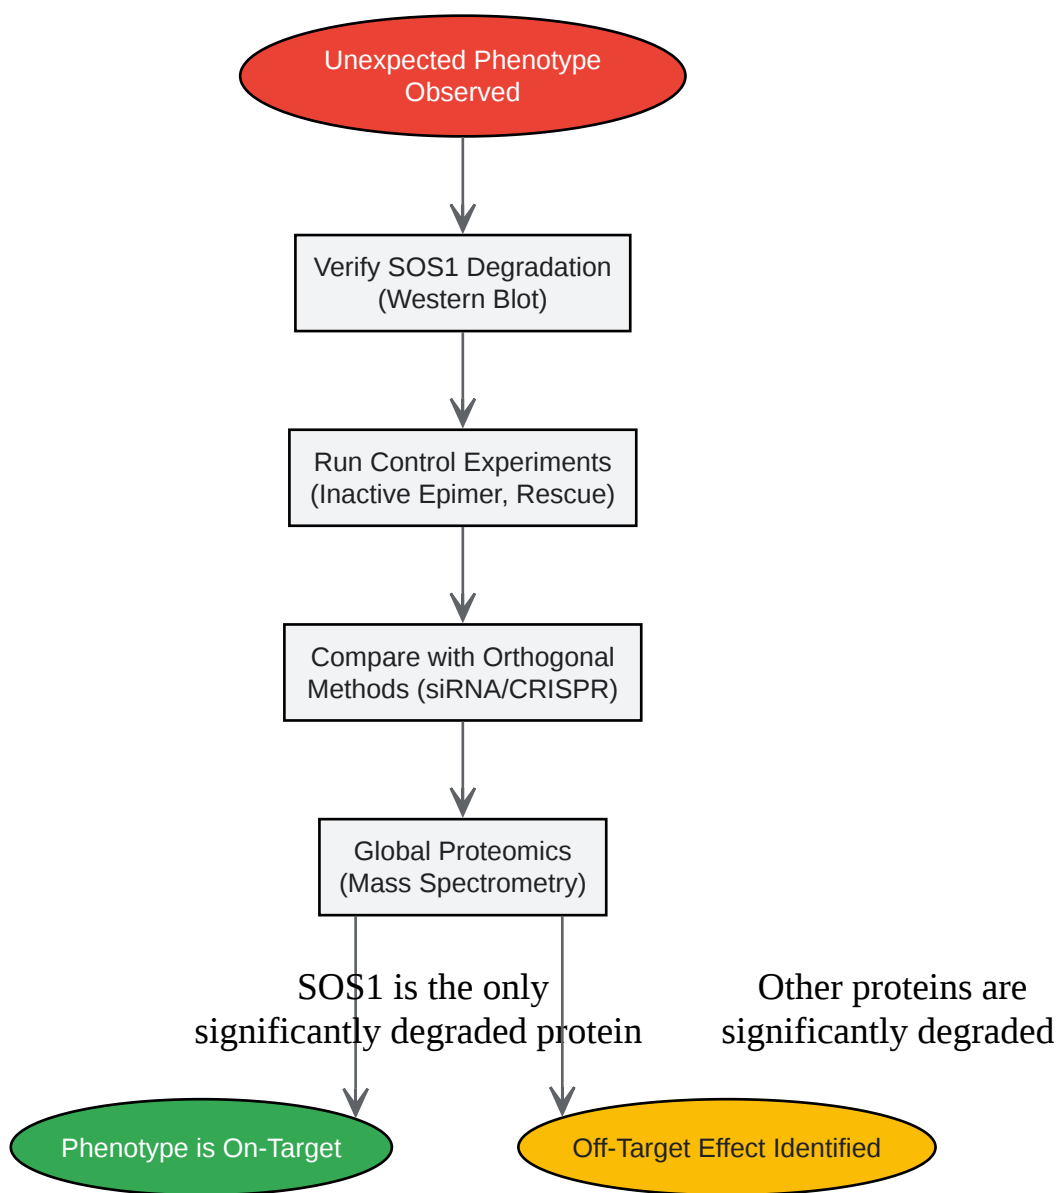 Unexpected Phenotype
Observed
Verify SOS1 Degradation
(Western Blot)
Run Control Experiments
(Inactive Epimer, Rescue)
Compare with Orthogonal
Methods (siRNA/CRISPR)
Global Proteomics
(Mass Spectrometry)
SOS1 is the only
significantly degraded protein
Other proteins are
significantly degraded
Phenotype is On-Target
Off-Target Effect Identified